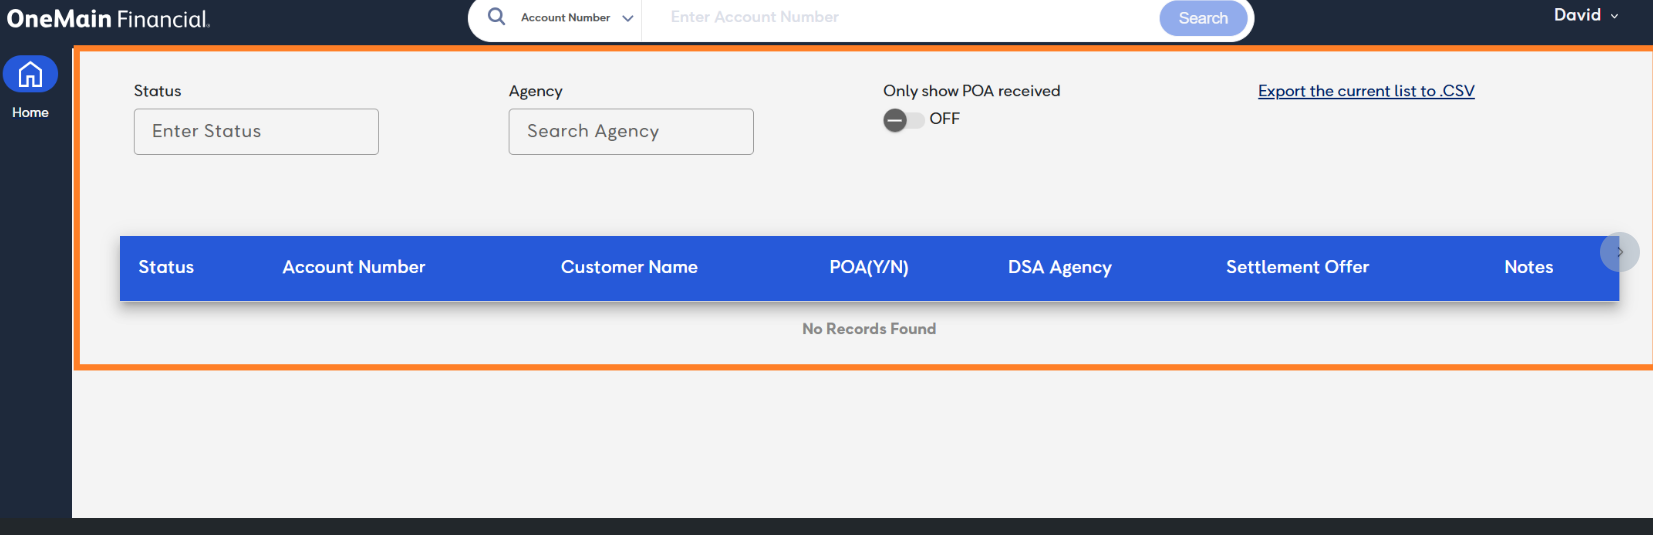 OneMain Financial.
Account Number
Enter Account Number
Search
David
Home
Status
Agency
Only show POA received
Export the current list to .CSV
Enter Status
Search Agency
OFF
Status Account Number Customer Name POA(Y/N) DSA Agency Settlement Offer Notes
No Records Found